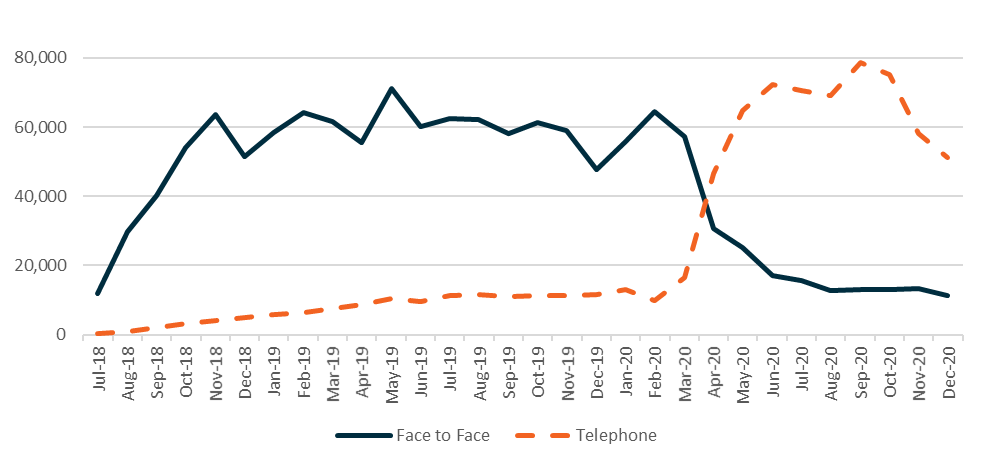 80,000
60,000
40,000
20,000
0
Jul-18
Aug-18
Sep-18
Oct-18
Nov-18
Dec-18
Jan-19
Feb-19
Mar-19
Apr-19
May-19
Jun-19
Jul-19
Aug-19
Sep-19
Oct-19
Nov-19
Dec-19
Jan-20
Feb-20
Mar-20
Apr-20
May-20
Jun-20
Jul-20
Aug-20
Sep-20
Oct-20
Nov-20
Dec-20
Face to Face
Telephone